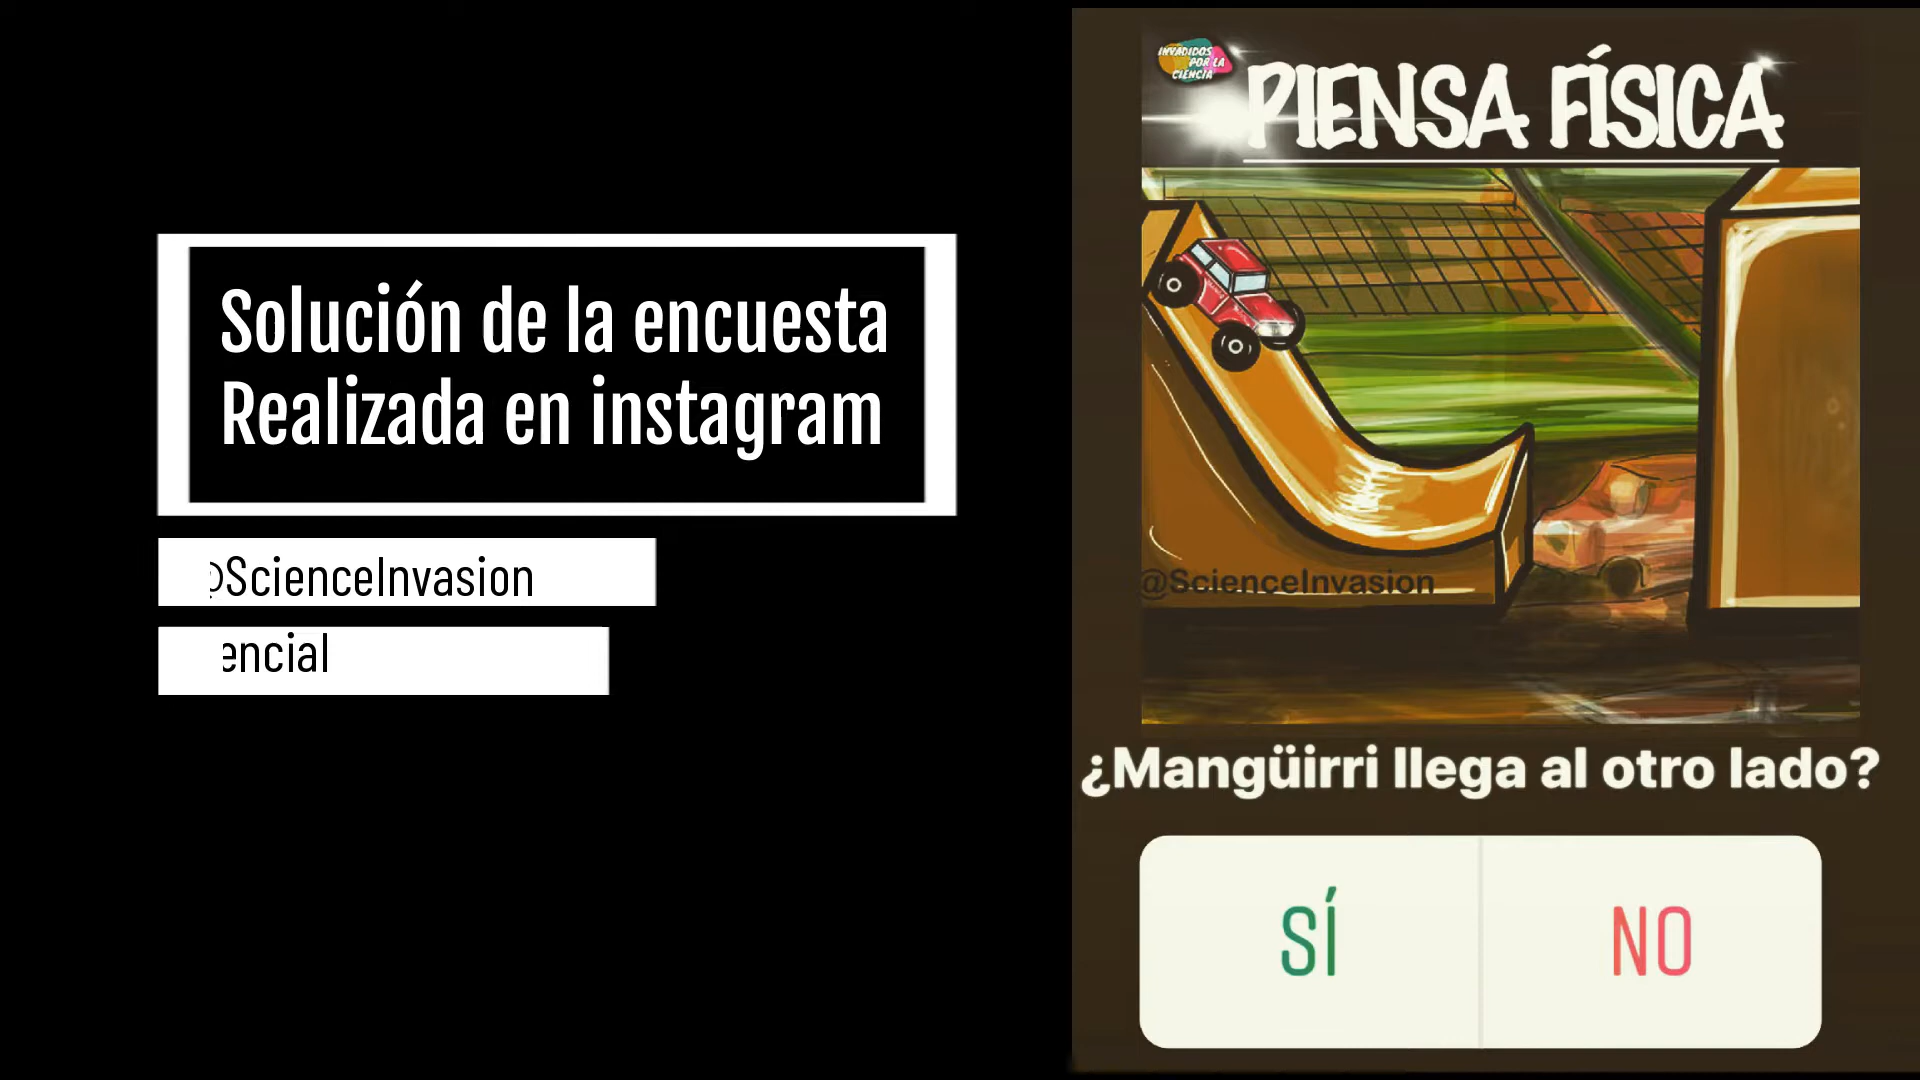 Solución de la encuesta
Realizada en instagram
@ScienceInvasion
encial
INVADIDOS
POR LA
CIENCIA
PIENSA FÍSICA
@ScienceInvasion
¿Mangüirri llega al otro lado?
SÍ
NO